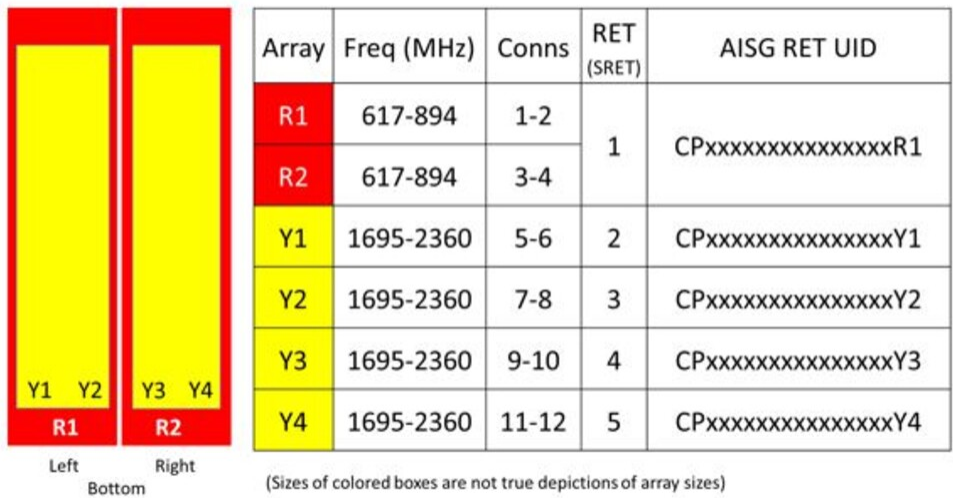 Y1 Y2 Y3 Y4
R1 R2
Left Right
Bottom
Array Freq (MHz) Conns RET (SRET) AISG RET UID
R1 617-894 1-2 1 CPxxxxxxxxxxxxxxxR1
R2 617-894 3-4
Y1 1695-2360 5-6 2 CPxxxxxxxxxxxxxxxY1
Y2 1695-2360 7-8 3 CPxxxxxxxxxxxxxxxY2
Y3 1695-2360 9-10 4 CPxxxxxxxxxxxxxxxY3
Y4 1695-2360 11-12 5 CPxxxxxxxxxxxxxxxY4
(Sizes of colored boxes are not true depictions of array sizes)